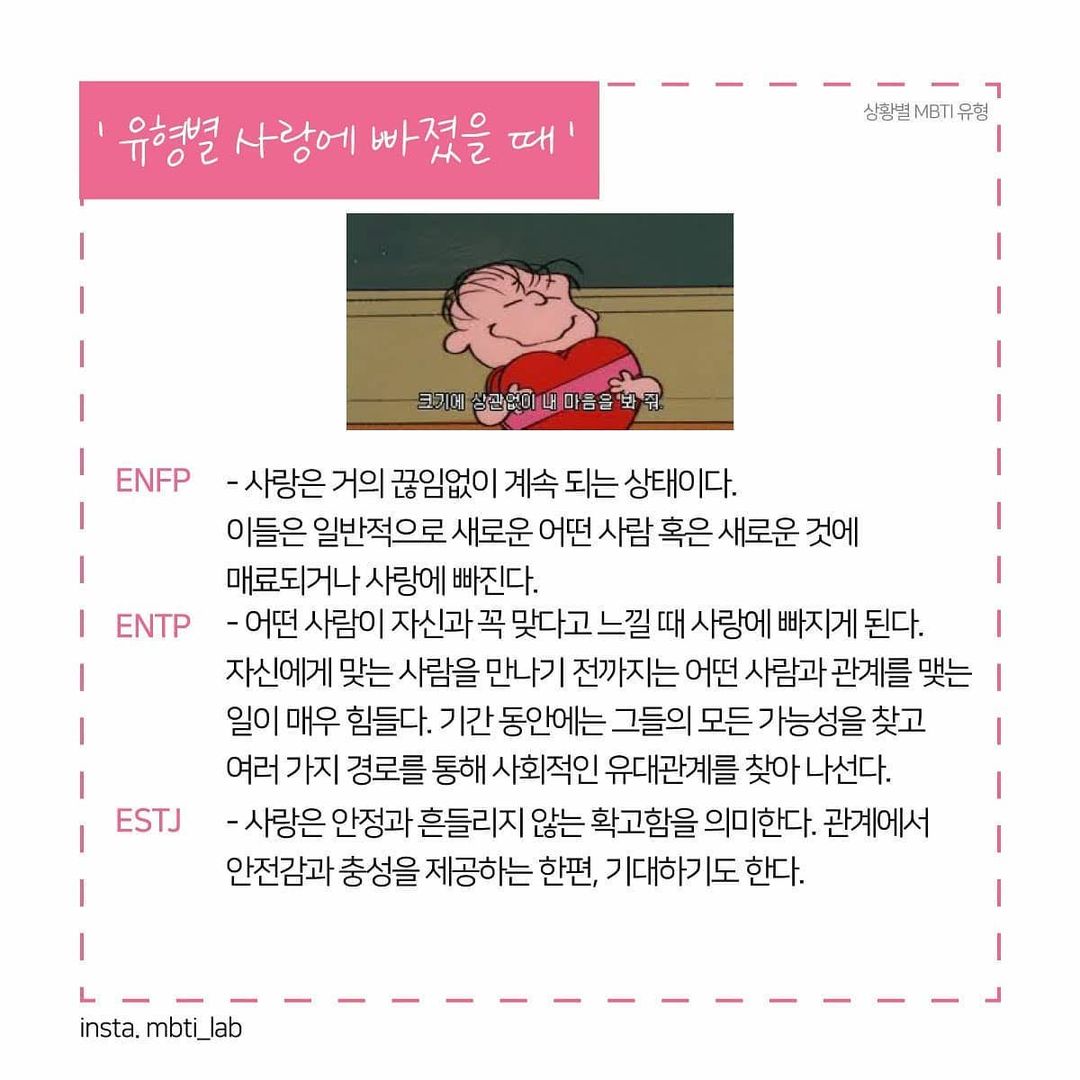 ' 유형별 사랑에 빠졌을 때 '
상황별 MBTI 유형
크기에 상관없이 내 마음을 봐 줘.
ENFP - 사랑은 거의 끊임없이 계속 되는 상태이다.
이들은 일반적으로 새로운 어떤 사람 혹은 새로운 것에
매료되거나 사랑에 빠진다.
ENTP - 어떤 사람이 자신과 꼭 맞다고 느낄 때 사랑에 빠지게 된다.
자신에게 맞는 사람을 만나기 전까지는 어떤 사람과 관계를 맺는
일이 매우 힘들다. 기간 동안에는 그들의 모든 가능성을 찾고
여러 가지 경로를 통해 사회적인 유대관계를 찾아 나선다.
ESTJ - 사랑은 안정과 흔들리지 않는 확고함을 의미한다. 관계에서
안전감과 충성을 제공하는 한편, 기대하기도 한다.
insta. mbti_lab